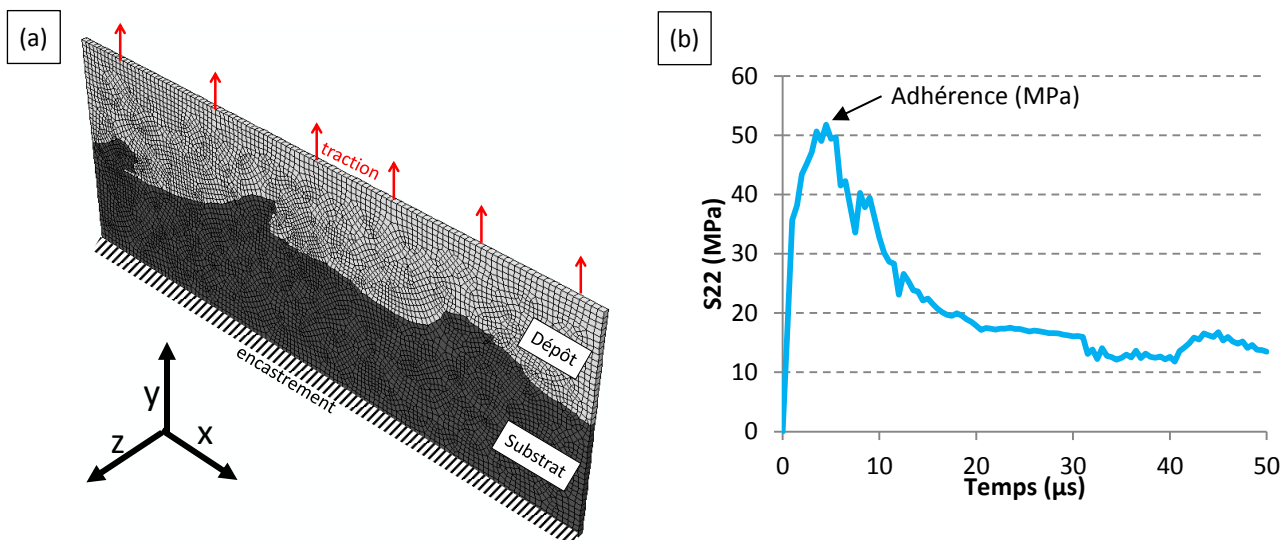 (a)
traction
Dépôt
encastrement
Substrat
y
z
x
(b)
60
50
40
30
20
10
0
S22 (MPa)
Adhérence (MPa)
0 10 20 30 40 50
Temps (µs)